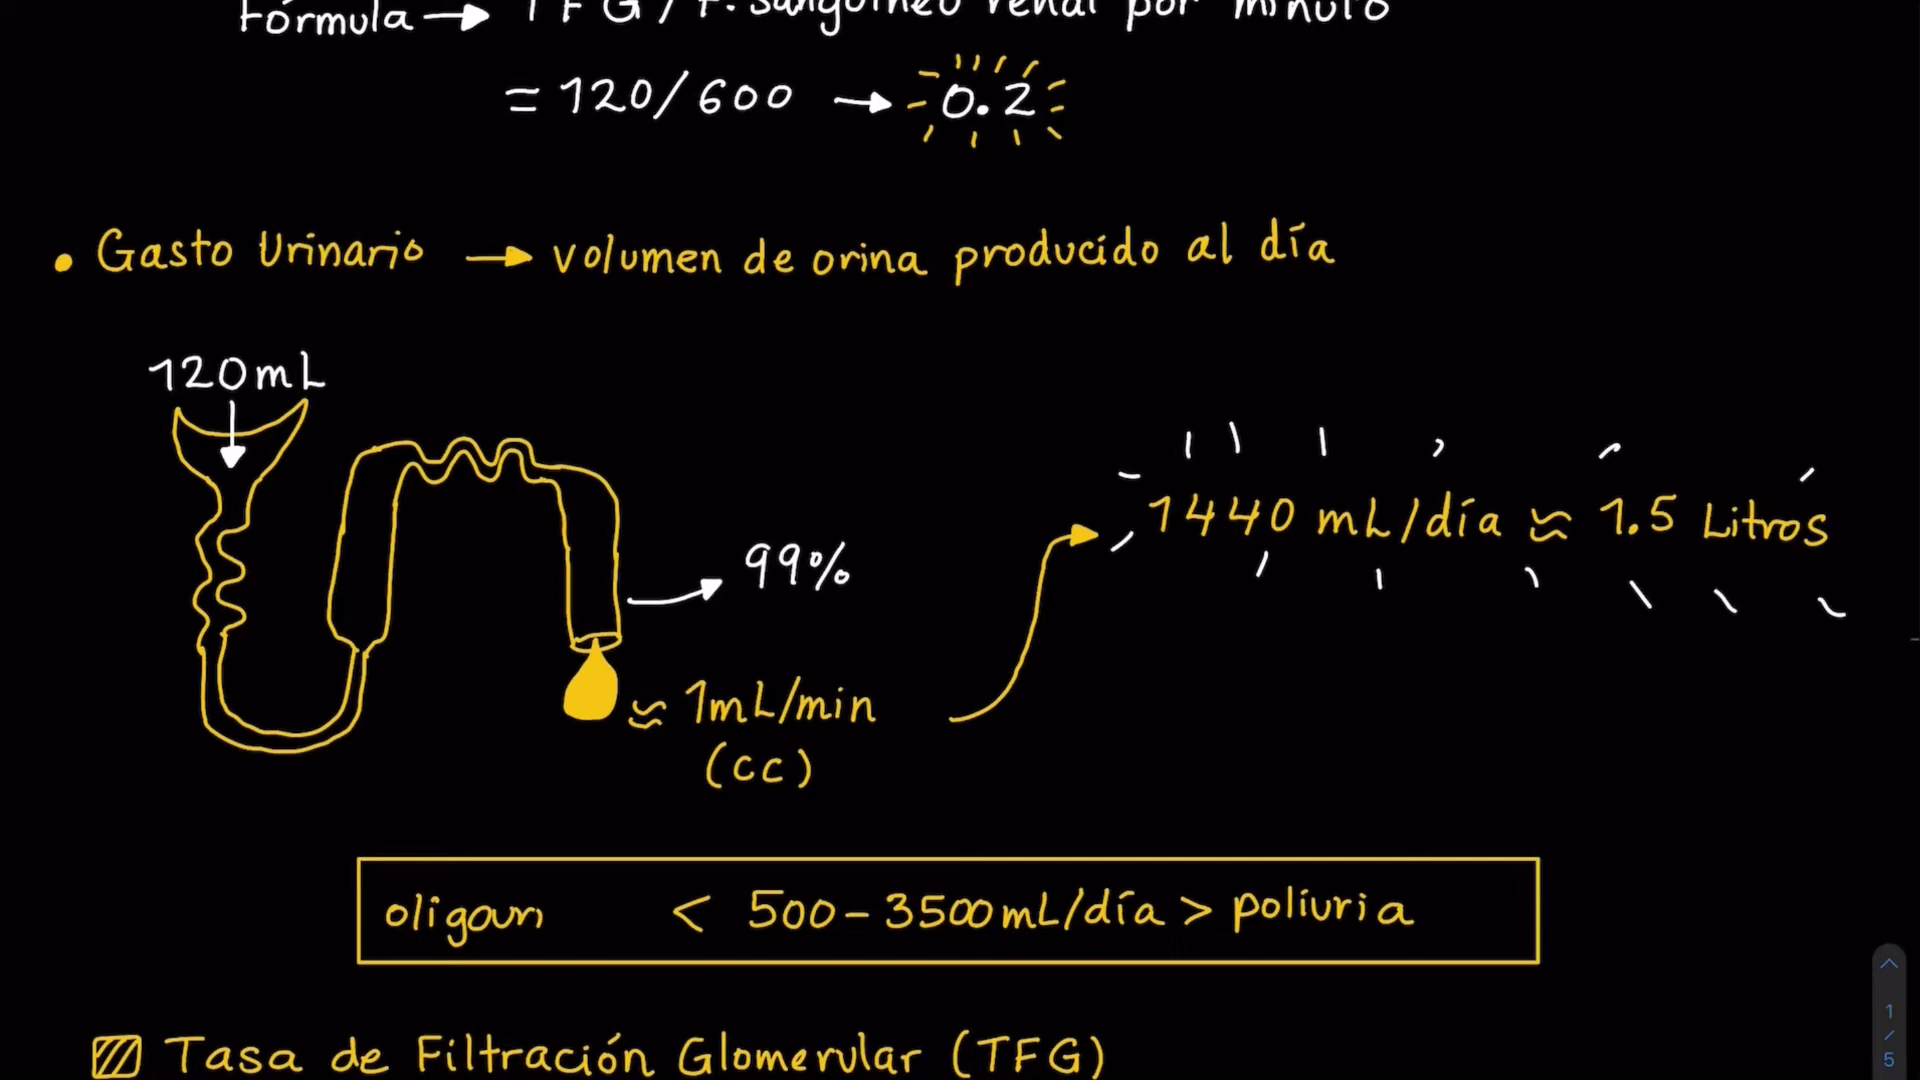 Fórmula → TFG / F. sanguíneo renal por minuto
= 120/600 → 0.2
• Gasto Urinario → volumen de orina producido al día
120mL
1440 mL/día ≈ 1.5 Litros
99%
≈ 1mL/min
(cc)
oligouri < 500 - 3500mL/día > poliuria
Tasa de Filtración Glomerular (TFG)
1
/
5